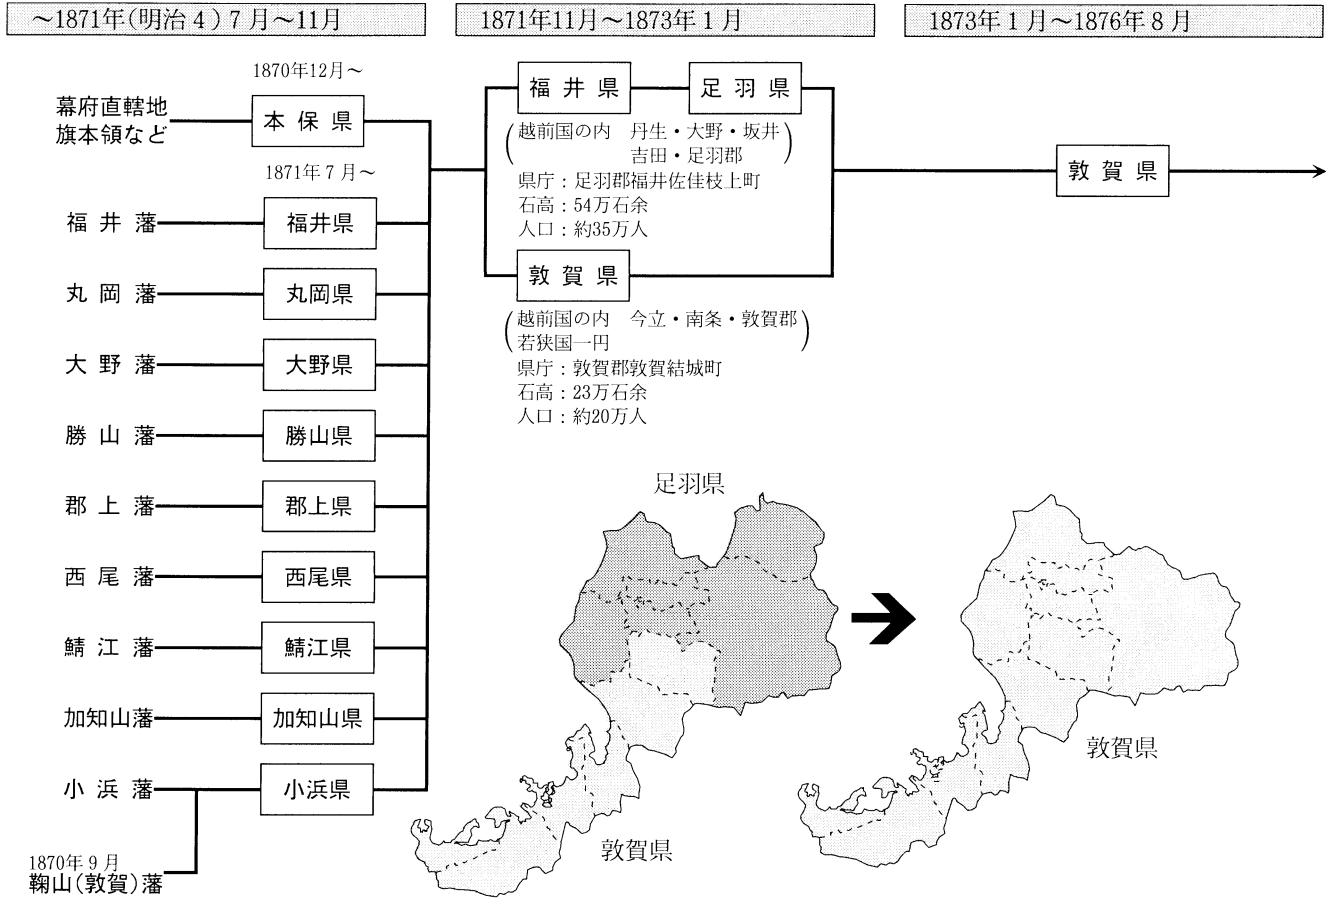 ～1871年(明治4)7月～11月
1871年11月～1873年1月
1873年1月～1876年8月
1870年12月～
幕府直轄地
旗本領など
本保県
1871年7月～
福井藩
福井県
丸岡藩
丸岡県
大野藩
大野県
勝山藩
勝山県
郡上藩
郡上県
西尾藩
西尾県
鯖江藩
鯖江県
加知山藩
加知山県
小浜藩
小浜県
1870年9月
鞠山(敦賀)藩
福井県
足羽県
(越前国の内 丹生・大野・坂井
吉田・足羽郡)
県庁：足羽郡福井佐佳枝上町
石高：54万石余
人口：約35万人
敦賀県
(越前国の内 今立・南条・敦賀郡
若狭国一円)
県庁：敦賀郡敦賀結城町
石高：23万石余
人口：約20万人
敦賀県
足羽県
敦賀県
敦賀県